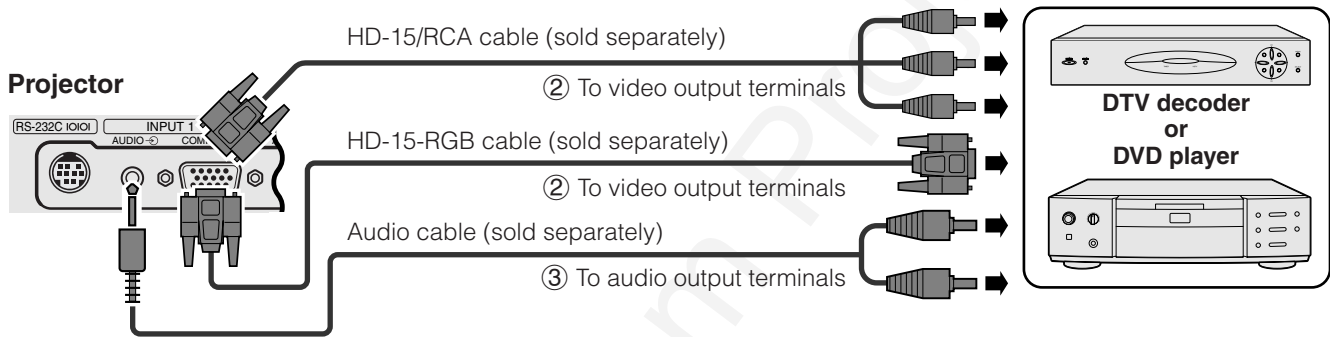 HD-15/RCA cable (sold separately)
② To video output terminals
Projector
RS-232C IOIOI
INPUT 1
AUDIO
COM
HD-15-RGB cable (sold separately)
② To video output terminals
Audio cable (sold separately)
③ To audio output terminals
DTV decoder
or
DVD player